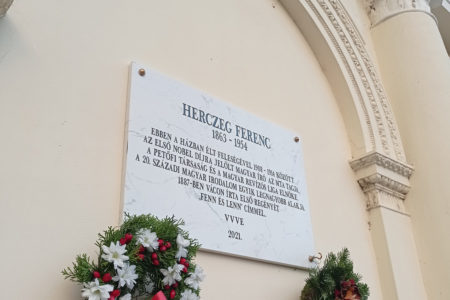 HERCZEG FERENC
1863 - 1954
EBBEN A HÁZBAN ÉLT FELESÉGÉVEL 1908 - 1914 KÖZÖTT
AZ ELSŐ NOBEL DÍJRA JELÖLT MAGYAR ÍRÓ AZ MTA TAGJA,
A PETŐFI TÁRSASÁG ÉS A MAGYAR REVÍZIÓS LIGA ELNÖKE,
A 20. SZÁZADI MAGYAR IRODALOM EGYIK LEGNAGYOBB ALAKJA.
1887-BEN VÁCON ÍRTA ELSŐ REGÉNYÉT
„FENN ÉS LENN" CÍMMEL.
VVVE
2021.